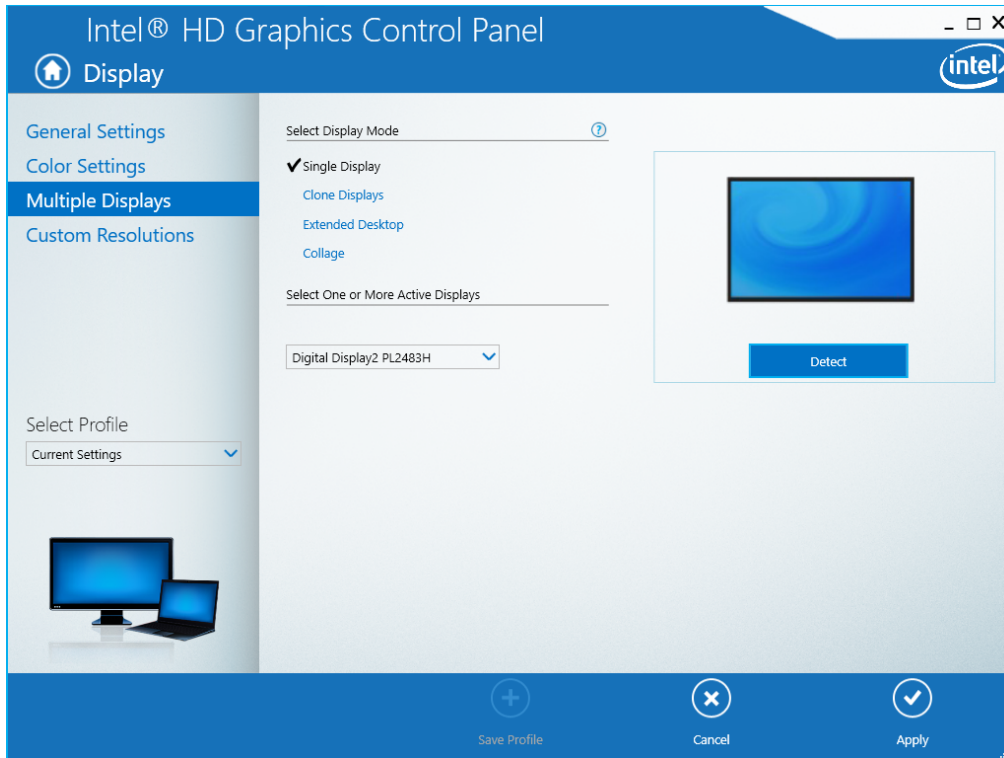 Intel® HD Graphics Control Panel
Display
intel
General Settings
Color Settings
Multiple Displays
Custom Resolutions
Select Profile
Current Settings
Select Display Mode
?
Single Display
Clone Displays
Extended Desktop
Collage
Select One or More Active Displays
Digital Display2 PL2483H
Detect
Save Profile
Cancel
Apply